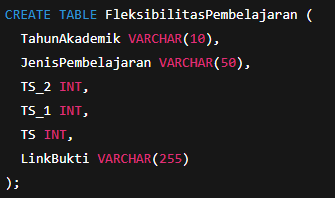 CREATE TABLE FleksibilitasPembelajaran (
  TahunAkademik VARCHAR(10),
  JenisPembelajaran VARCHAR(50),
  TS_2 INT,
  TS_1 INT,
  TS INT,
  LinkBukti VARCHAR(255)
);